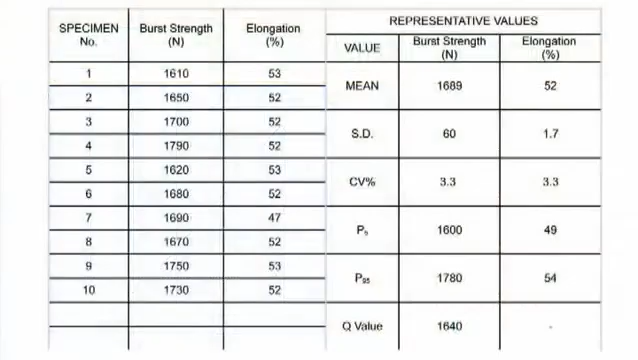 SPECIMEN No. Burst Strength (N) Elongation (%)
1 1610 53
2 1650 52
3 1700 52
4 1790 52
5 1620 53
6 1680 52
7 1690 47
8 1670 52
9 1750 53
10 1730 52
REPRESENTATIVE VALUES
VALUE Burst Strength (N) Elongation (%)
MEAN 1689 52
S.D. 60 1.7
CV% 3.3 3.3
P₅ 1600 49
P₉₅ 1780 54
Q Value 1640 -